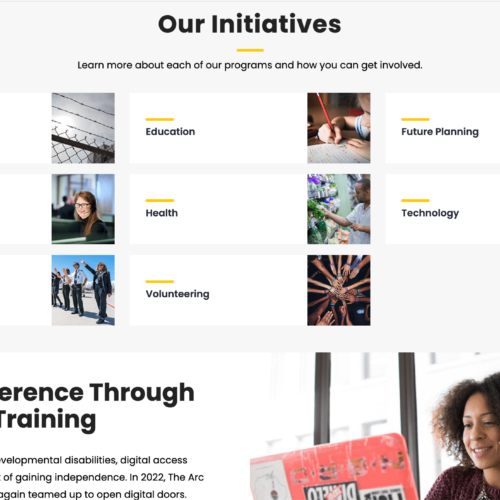 Our Initiatives
Learn more about each of our programs and how you can get involved.
Education
Future Planning
Health
Technology
Volunteering
erence Through
Training
velopmental disabilities, digital access
t of gaining independence. In 2022, The Arc
again teamed up to open digital doors.